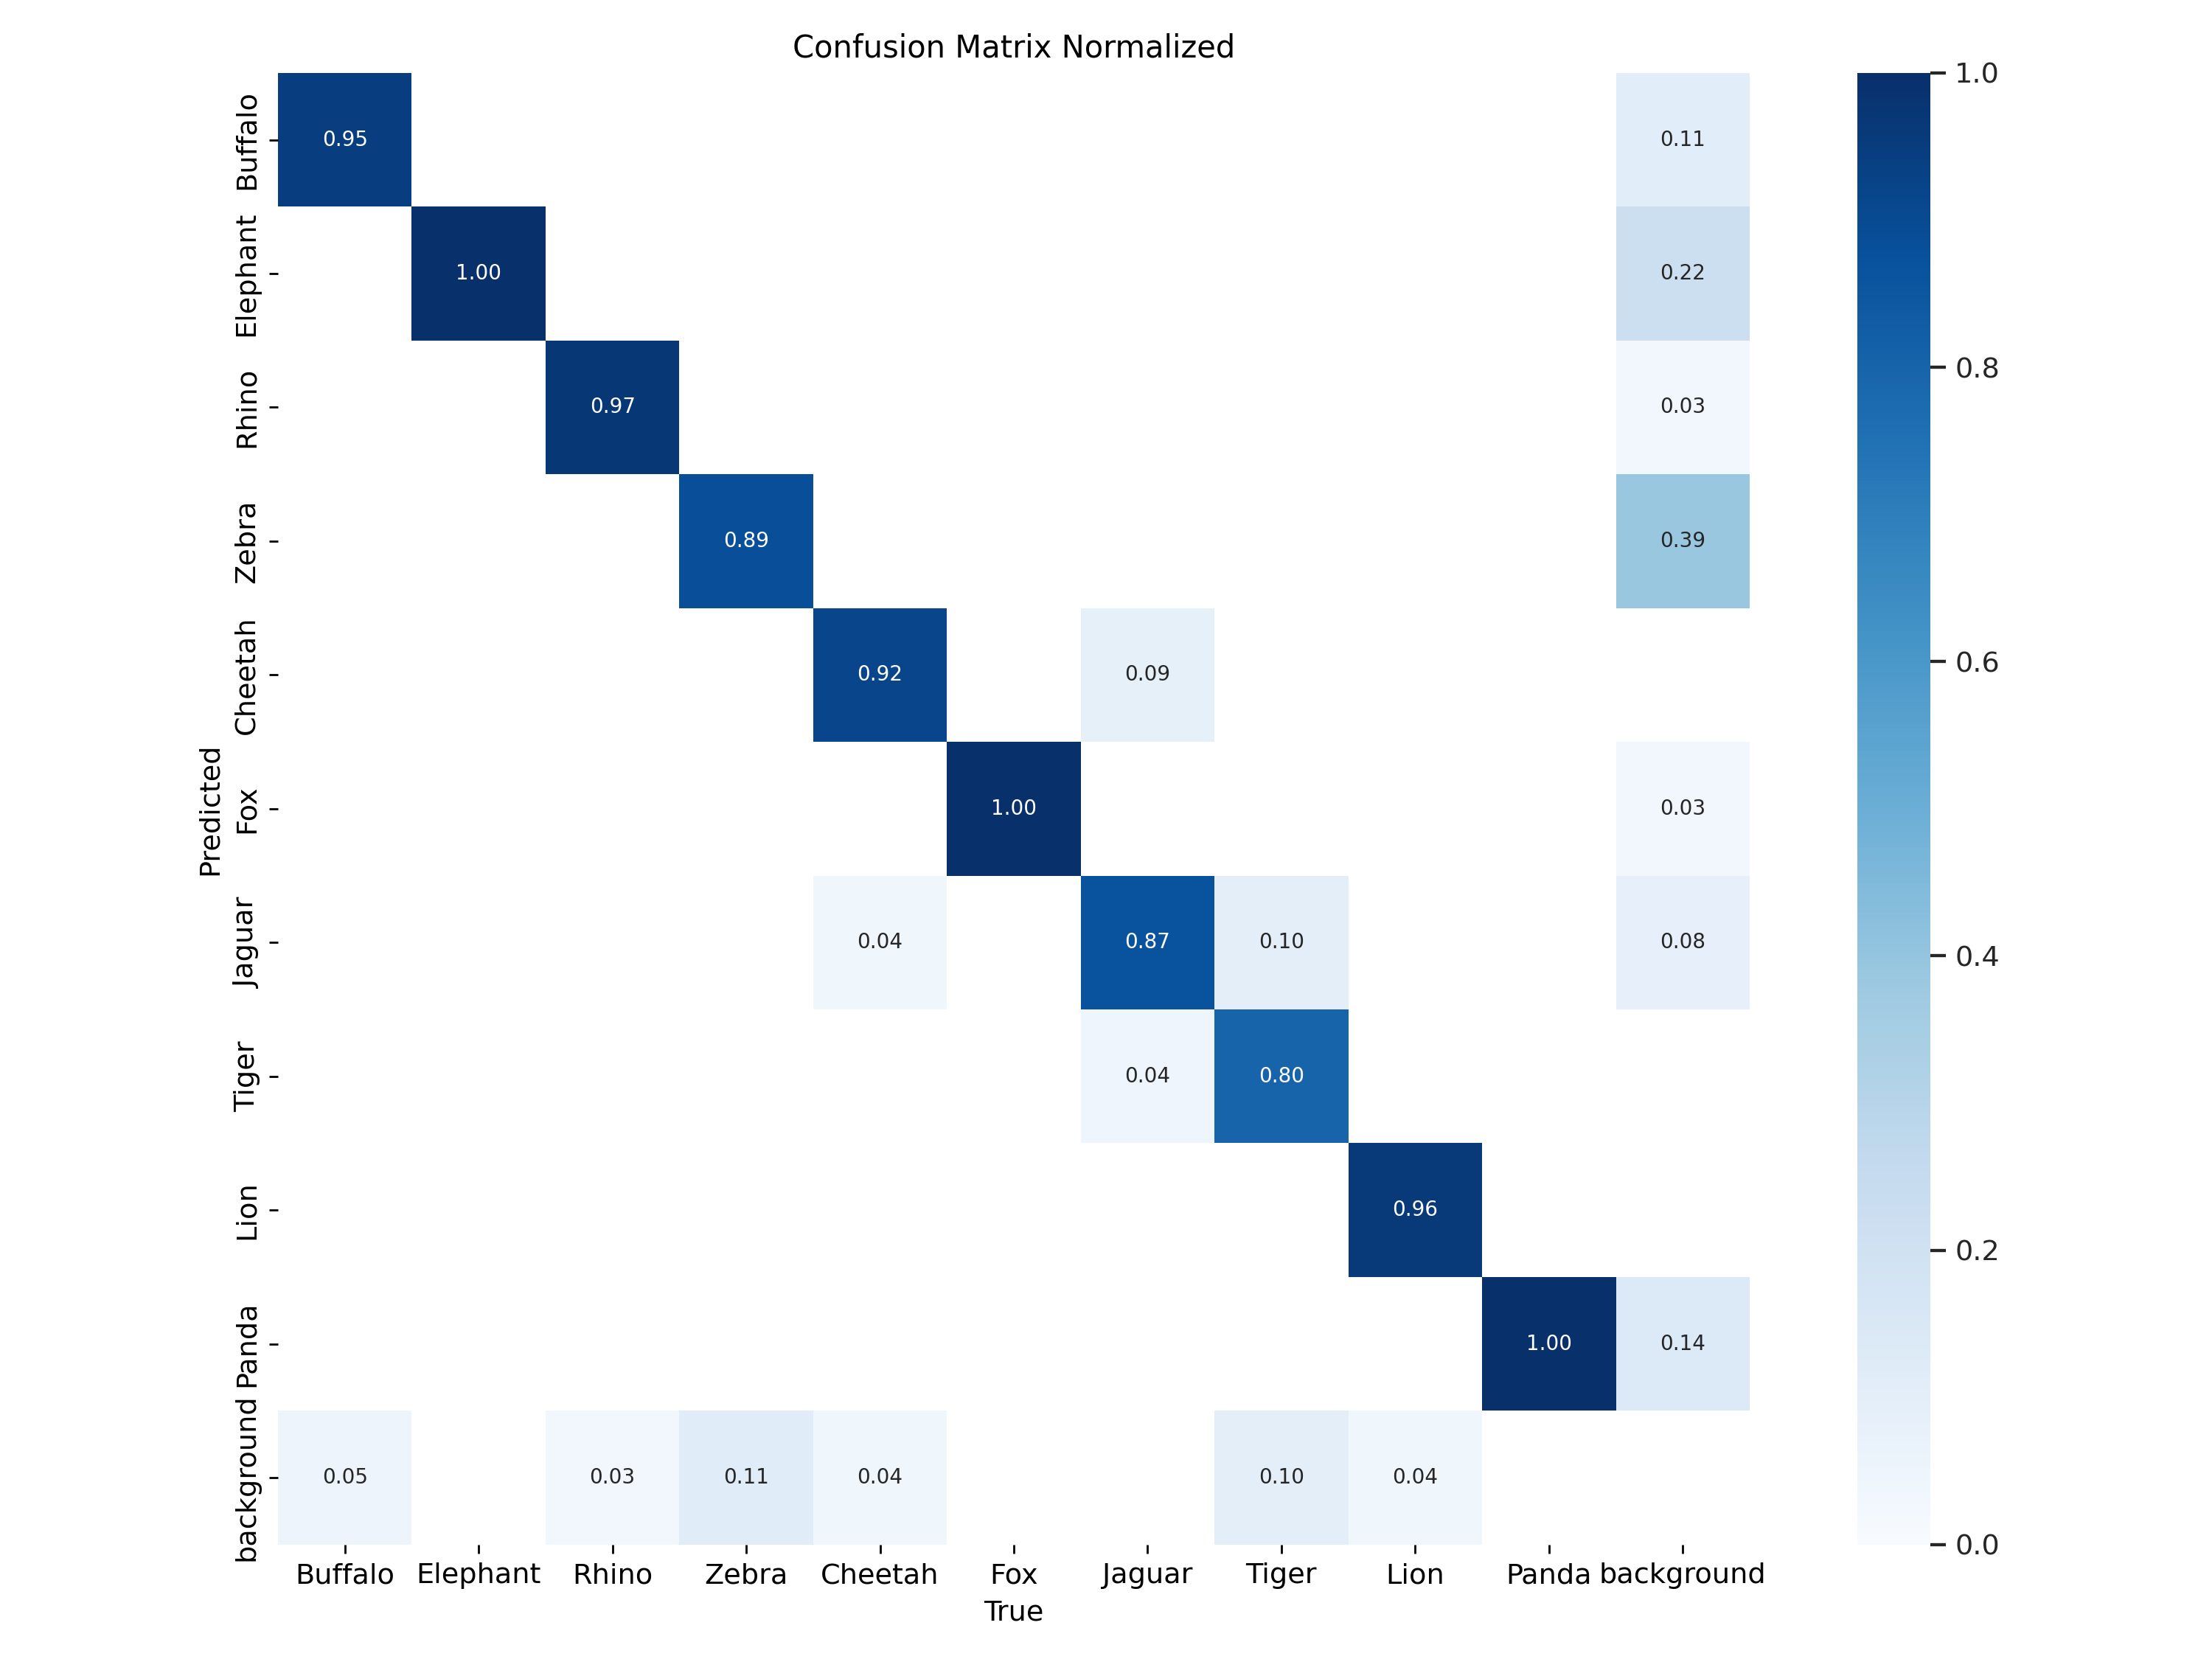 Confusion Matrix Normalized
Buffalo 0.95 0.11 1.0
Elephant 1.00 0.22
Rhino 0.97 0.03 0.8
Zebra 0.89 0.39
Cheetah 0.92 0.09 0.6
Predicted
Fox 1.00 0.03
Jaguar 0.04 0.87 0.10 0.08 0.4
Tiger 0.04 0.80
Lion 0.96 0.2
Panda 1.00 0.14
background 0.05 0.03 0.11 0.04 0.10 0.04 0.0
Buffalo Elephant Rhino Zebra Cheetah Fox Jaguar Tiger Lion Panda background
True